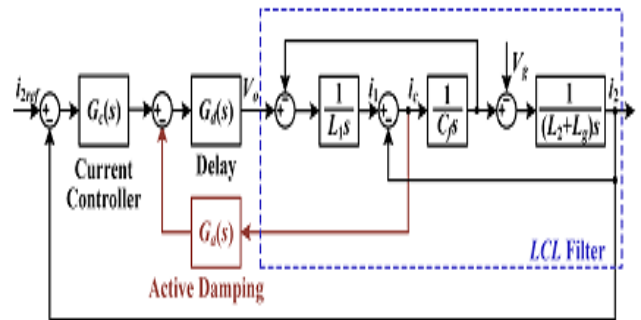 i2ref
Gc(s)
Current
Controller
Gd(s)
Delay
Vo
1
L1s
i1
ic
1
Cfs
Vg
1
(L2+Lg)s
i2
Ga(s)
Active Damping
LCL Filter